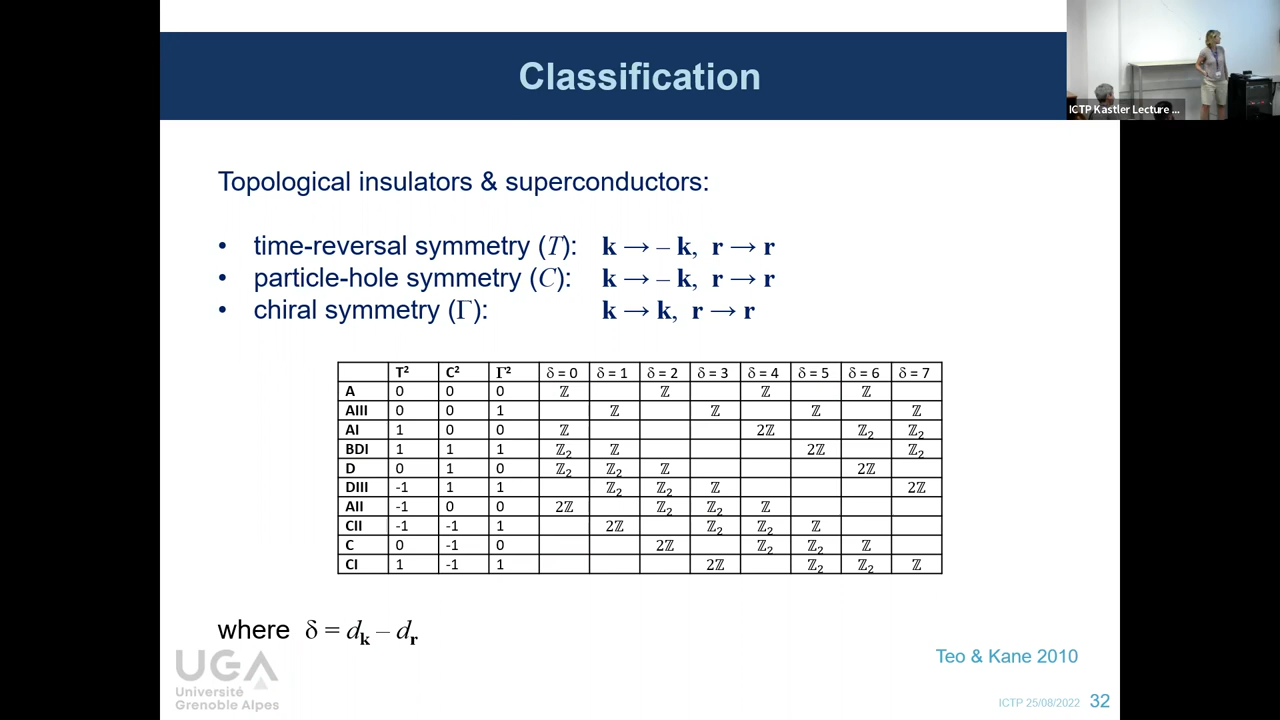 Classification
ICTP Kastler Lecture ...
Topological insulators & superconductors:
• time-reversal symmetry (T): k → – k, r → r
• particle-hole symmetry (C): k → – k, r → r
• chiral symmetry (Γ): k → k, r → r
T² C² Γ² δ = 0 δ = 1 δ = 2 δ = 3 δ = 4 δ = 5 δ = 6 δ = 7
A 0 0 0 ℤ ℤ ℤ ℤ
AIII 0 0 1 ℤ ℤ ℤ ℤ
AI 1 0 0 ℤ 2ℤ ℤ₂ ℤ₂
BDI 1 1 1 ℤ₂ ℤ 2ℤ ℤ₂
D 0 1 0 ℤ₂ ℤ₂ ℤ 2ℤ
DIII -1 1 1 ℤ₂ ℤ₂ ℤ 2ℤ
AII -1 0 0 2ℤ ℤ₂ ℤ₂ ℤ
CII -1 -1 1 2ℤ ℤ₂ ℤ₂ ℤ
C 0 -1 0 2ℤ ℤ₂ ℤ₂ ℤ
CI 1 -1 1 2ℤ ℤ₂ ℤ₂ ℤ
where δ = dₖ – dᵣ
UGA
Université
Grenoble Alpes
Teo & Kane 2010
ICTP 25/08/2022 32